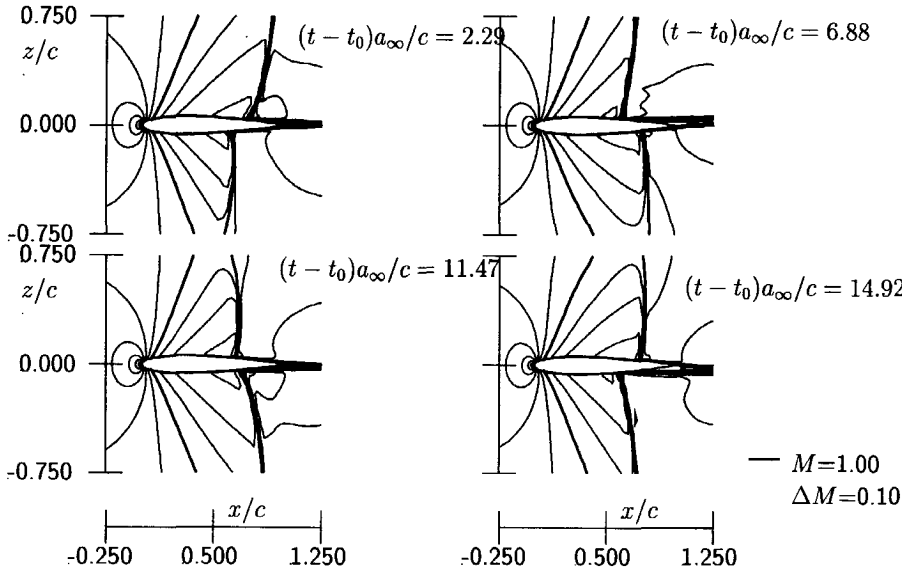 0.750
z/c
0.000
-0.750
(t − t₀)a∞/c = 2.29
(t − t₀)a∞/c = 6.88
0.750
z/c
0.000
-0.750
(t − t₀)a∞/c = 11.47
(t − t₀)a∞/c = 14.92
M=1.00
ΔM=0.10
x/c
-0.250 0.500 1.250
x/c
-0.250 0.500 1.250